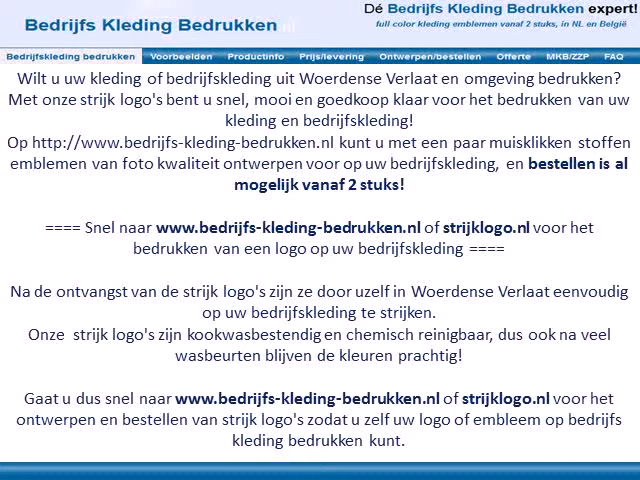 Dé Bedrijfs Kleding Bedrukken expert!
Bedrijfs Kleding Bedrukken.nl
full color kleding emblemen vanaf 2 stuks, in NL en België
Bedrijfskleding bedrukken Voorbeelden Productinfo Prijs/levering Ontwerpen/bestellen Offerte MKB/ZZP FAQ
Wilt u uw kleding of bedrijfskleding uit Woerdense Verlaat en omgeving bedrukken?
Met onze strijk logo's bent u snel, mooi en goedkoop klaar voor het bedrukken van uw
kleding en bedrijfskleding!
Op http://www.bedrijfs-kleding-bedrukken.nl kunt u met een paar muisklikken stoffen
emblemen van foto kwaliteit ontwerpen voor op uw bedrijfskleding, en bestellen is al
mogelijk vanaf 2 stuks!
==== Snel naar www.bedrijfs-kleding-bedrukken.nl of strijklogo.nl voor het
bedrukken van een logo op uw bedrijfskleding ====
Na de ontvangst van de strijk logo's zijn ze door uzelf in Woerdense Verlaat eenvoudig
op uw bedrijfskleding te strijken.
Onze strijk logo's zijn kookwasbestendig en chemisch reinigbaar, dus ook na veel
wasbeurten blijven de kleuren prachtig!
Gaat u dus snel naar www.bedrijfs-kleding-bedrukken.nl of strijklogo.nl voor het
ontwerpen en bestellen van strijk logo's zodat u zelf uw logo of embleem op bedrijfs
kleding bedrukken kunt.